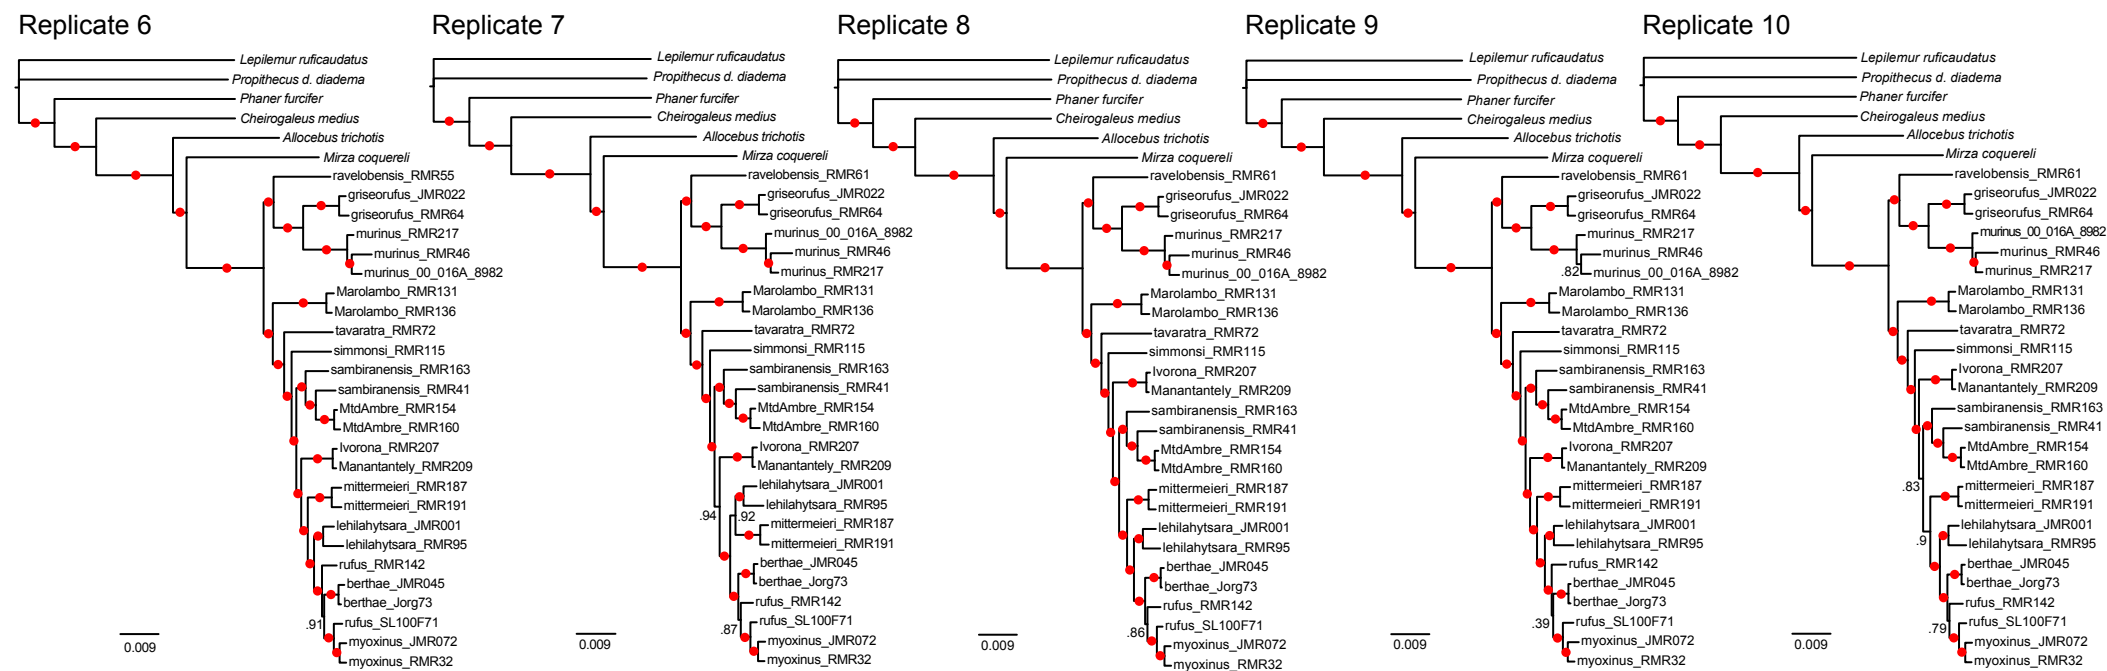 Replicate 6
Lepilemur ruficaudatus
Propithecus d. diadema
Phaner furcifer
Cheirogaleus medius
Allocebus trichotis
Mirza coquereli
ravelobensis_RMR55
griseorufus_JMR022
griseorufus_RMR64
murinus_RMR217
murinus_RMR46
murinus_00_016A_8982
Marolambo_RMR131
Marolambo_RMR136
tavaratra_RMR72
simmonsi_RMR115
sambiranensis_RMR163
sambiranensis_RMR41
MtdAmbre_RMR154
MtdAmbre_RMR160
Ivorona_RMR207
Manantantely_RMR209
mittermeieri_RMR187
mittermeieri_RMR191
lehilahytsara_JMR001
lehilahytsara_RMR95
rufus_RMR142
berthae_JMR045
berthae_Jorg73
.91
rufus_SL100F71
myoxinus_JMR072
myoxinus_RMR32
0.009
Replicate 7
Lepilemur ruficaudatus
Propithecus d. diadema
Phaner furcifer
Cheirogaleus medius
Allocebus trichotis
Mirza coquereli
ravelobensis_RMR61
griseorufus_JMR022
griseorufus_RMR64
murinus_00_016A_8982
murinus_RMR46
murinus_RMR217
Marolambo_RMR131
Marolambo_RMR136
tavaratra_RMR72
simmonsi_RMR115
sambiranensis_RMR163
sambiranensis_RMR41
MtdAmbre_RMR154
MtdAmbre_RMR160
Ivorona_RMR207
Manantantely_RMR209
lehilahytsara_JMR001
lehilahytsara_RMR95
.94
.92
mittermeieri_RMR187
mittermeieri_RMR191
berthae_JMR045
berthae_Jorg73
rufus_RMR142
.87
rufus_SL100F71
myoxinus_JMR072
myoxinus_RMR32
0.009
Replicate 8
Lepilemur ruficaudatus
Propithecus d. diadema
Phaner furcifer
Cheirogaleus medius
Allocebus trichotis
Mirza coquereli
ravelobensis_RMR61
griseorufus_JMR022
griseorufus_RMR64
murinus_RMR217
murinus_RMR46
murinus_00_016A_8982
Marolambo_RMR131
Marolambo_RMR136
tavaratra_RMR72
simmonsi_RMR115
Ivorona_RMR207
Manantantely_RMR209
sambiranensis_RMR163
sambiranensis_RMR41
MtdAmbre_RMR154
MtdAmbre_RMR160
mittermeieri_RMR187
mittermeieri_RMR191
lehilahytsara_JMR001
lehilahytsara_RMR95
berthae_JMR045
berthae_Jorg73
rufus_RMR142
rufus_SL100F71
.86
myoxinus_JMR072
myoxinus_RMR32
0.009
Replicate 9
Lepilemur ruficaudatus
Propithecus d. diadema
Phaner furcifer
Cheirogaleus medius
Allocebus trichotis
Mirza coquereli
ravelobensis_RMR61
griseorufus_JMR022
griseorufus_RMR64
murinus_RMR217
murinus_RMR46
.82
murinus_00_016A_8982
Marolambo_RMR131
Marolambo_RMR136
tavaratra_RMR72
simmonsi_RMR115
sambiranensis_RMR163
sambiranensis_RMR41
MtdAmbre_RMR154
MtdAmbre_RMR160
Ivorona_RMR207
Manantantely_RMR209
mittermeieri_RMR187
mittermeieri_RMR191
lehilahytsara_JMR001
lehilahytsara_RMR95
rufus_RMR142
berthae_JMR045
berthae_Jorg73
.39
rufus_SL100F71
myoxinus_JMR072
myoxinus_RMR32
0.009
Replicate 10
Lepilemur ruficaudatus
Propithecus d. diadema
Phaner furcifer
Cheirogaleus medius
Allocebus trichotis
Mirza coquereli
ravelobensis_RMR61
griseorufus_JMR022
griseorufus_RMR64
murinus_00_016A_8982
murinus_RMR46
murinus_RMR217
Marolambo_RMR131
Marolambo_RMR136
tavaratra_RMR72
simmonsi_RMR115
Ivorona_RMR207
Manantantely_RMR209
sambiranensis_RMR163
sambiranensis_RMR41
MtdAmbre_RMR154
MtdAmbre_RMR160
.83
mittermeieri_RMR187
mittermeieri_RMR191
lehilahytsara_JMR001
.9
lehilahytsara_RMR95
berthae_JMR045
berthae_Jorg73
rufus_RMR142
rufus_SL100F71
.79
myoxinus_JMR072
myoxinus_RMR32
0.009